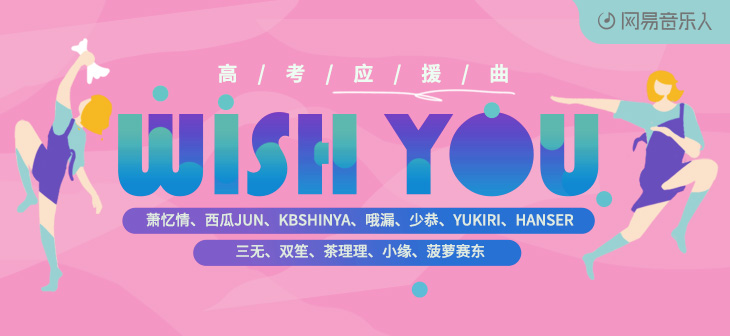 网易音乐人
高/考/应/援/曲
WISH YOU
萧忆情、西瓜JUN、KBSHINYA、哦漏、少恭、YUKIRI、HANSER
三无、双笙、茶理理、小缘、菠萝赛东